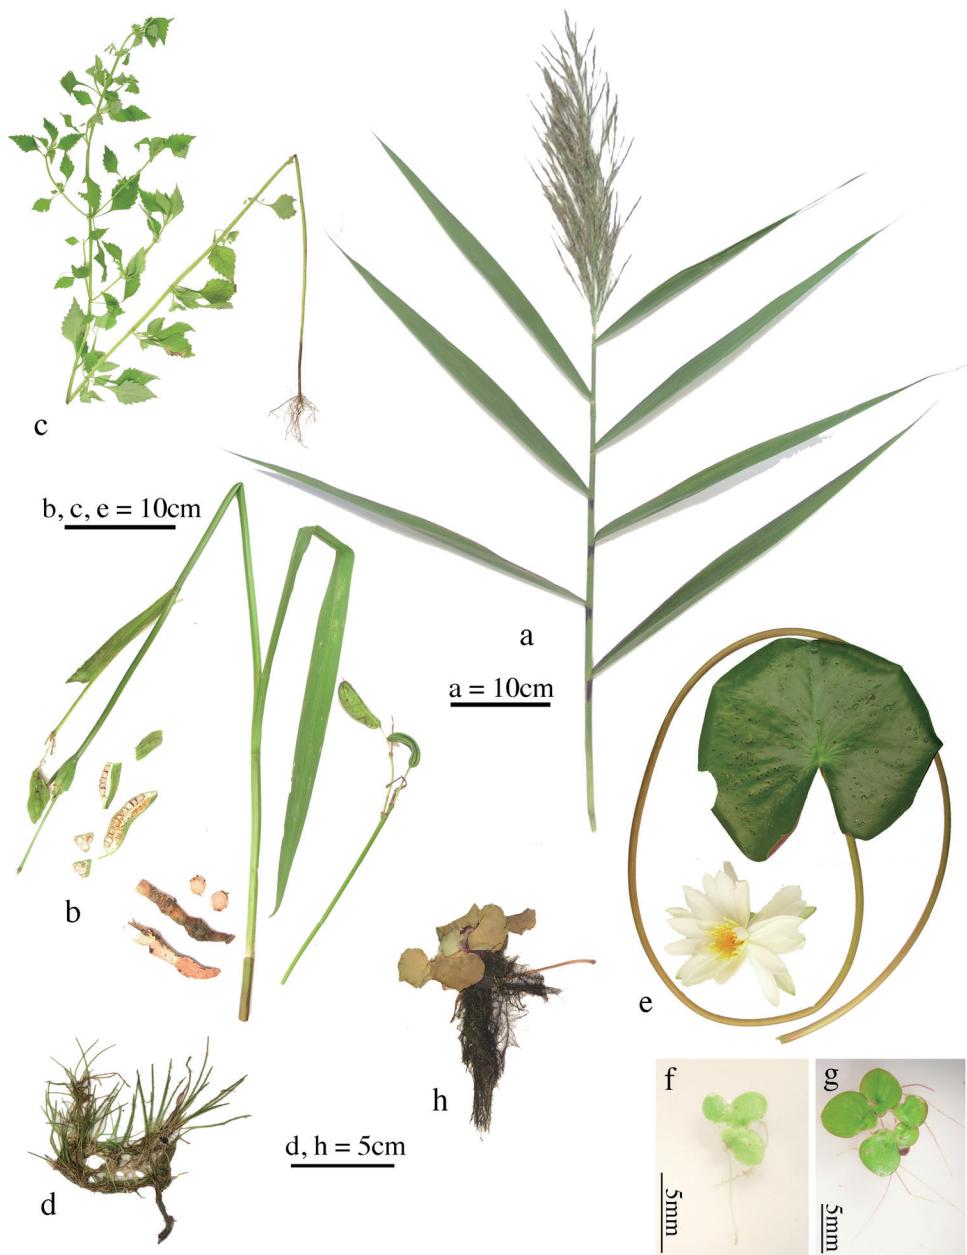 c
b, c, e = 10cm
a
a = 10cm
b
e
h
f
g
d, h = 5cm
d
5mm
5mm